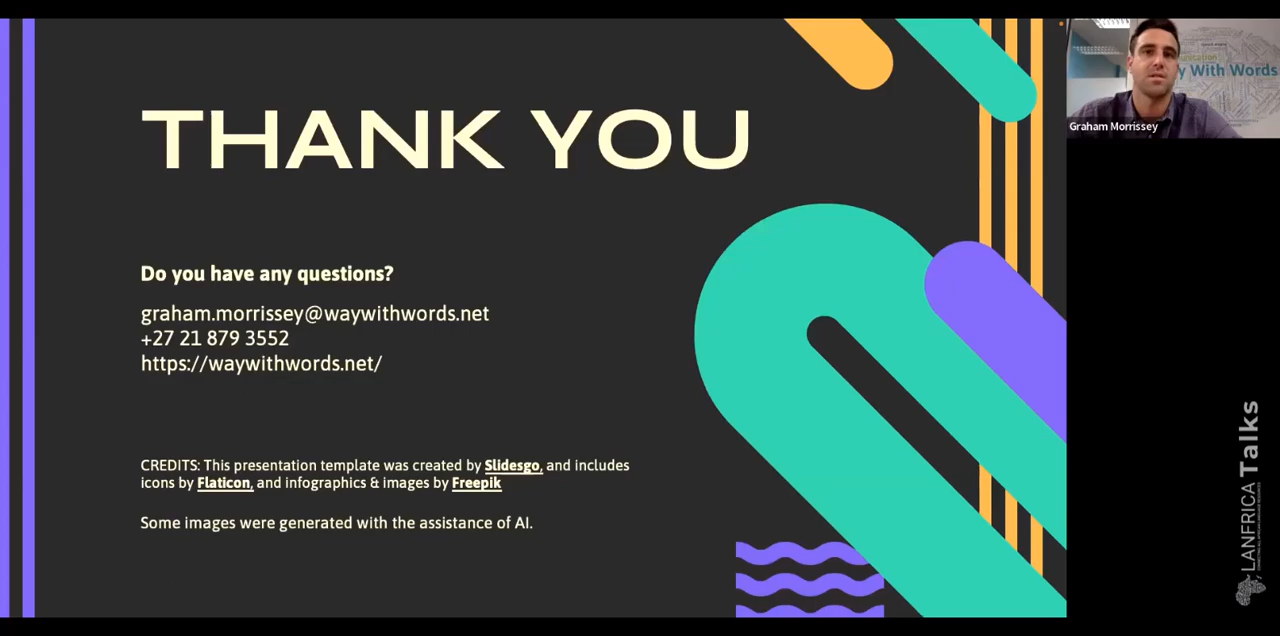 THANK YOU
Do you have any questions?
graham.morrissey@waywithwords.net
+27 21 879 3552
https://waywithwords.net/
CREDITS: This presentation template was created by Slidesgo, and includes
icons by Flaticon, and infographics & images by Freepik
Some images were generated with the assistance of AI.
y With Words
Graham Morrissey
LANFRICA Talks